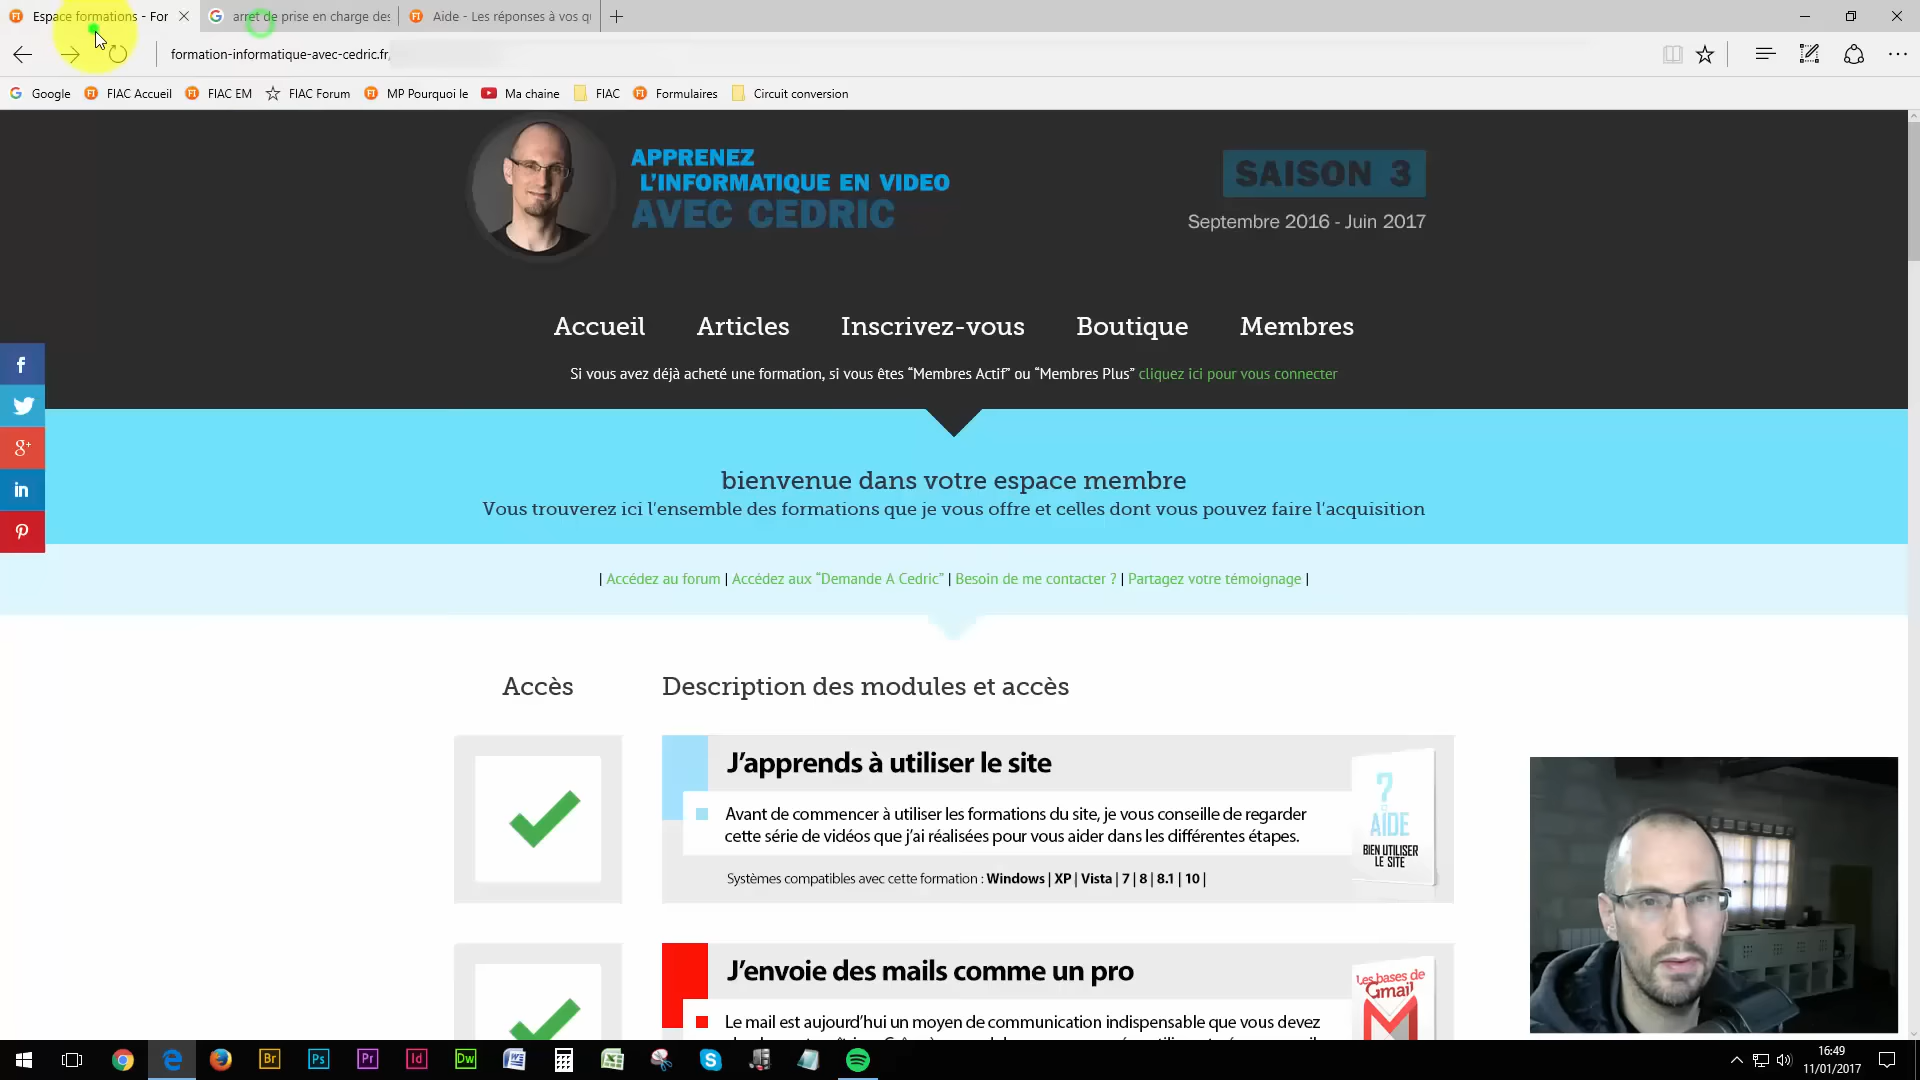 Espace formations - For
arret de prise en charge des
Aide - Les réponses à vos qu
formation-informatique-avec-cedric.fr/
Google
FIAC Accueil
FIAC EM
FIAC Forum
MP Pourquoi le
Ma chaine
FIAC
Formulaires
Circuit conversion
APPRENEZ
L'INFORMATIQUE EN VIDEO
AVEC CEDRIC
SAISON 3
Septembre 2016 - Juin 2017
Accueil
Articles
Inscrivez-vous
Boutique
Membres
Si vous avez déjà acheté une formation, si vous êtes “Membres Actif” ou “Membres Plus” cliquez ici pour vous connecter
bienvenue dans votre espace membre
Vous trouverez ici l'ensemble des formations que je vous offre et celles dont vous pouvez faire l'acquisition
| Accédez au forum | Accédez aux “Demande A Cedric” | Besoin de me contacter ? | Partagez votre témoignage |
Accès
Description des modules et accès
J'apprends à utiliser le site
Avant de commencer à utiliser les formations du site, je vous conseille de regarder
cette série de vidéos que j'ai réalisées pour vous aider dans les différentes étapes.
Systèmes compatibles avec cette formation : Windows | XP | Vista | 7 | 8 | 8.1 | 10 |
?
AIDE
BIEN UTILISER
LE SITE
J'envoie des mails comme un pro
Le mail est aujourd'hui un moyen de communication indispensable que vous devez
Les bases de
Gmail
16:49
11/01/2017